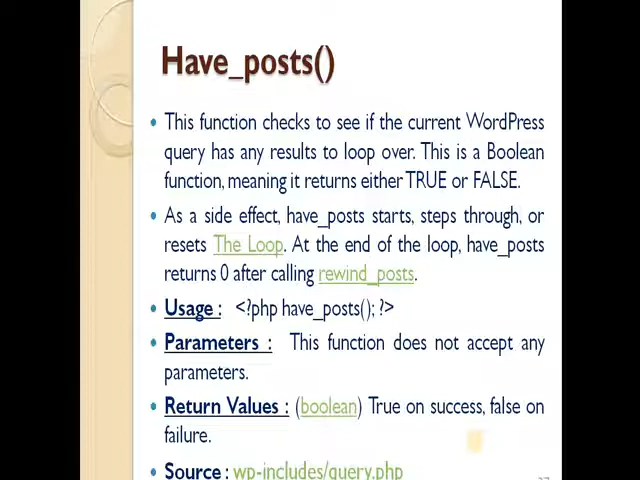 Have_posts()
This function checks to see if the current WordPress
query has any results to loop over. This is a Boolean
function, meaning it returns either TRUE or FALSE.
As a side effect, have_posts starts, steps through, or
resets The Loop. At the end of the loop, have_posts
returns 0 after calling rewind_posts.
Usage : <?php have_posts(); ?>
Parameters : This function does not accept any
parameters.
Return Values : (boolean) True on success, false on
failure.
Source : wp-includes/query.php